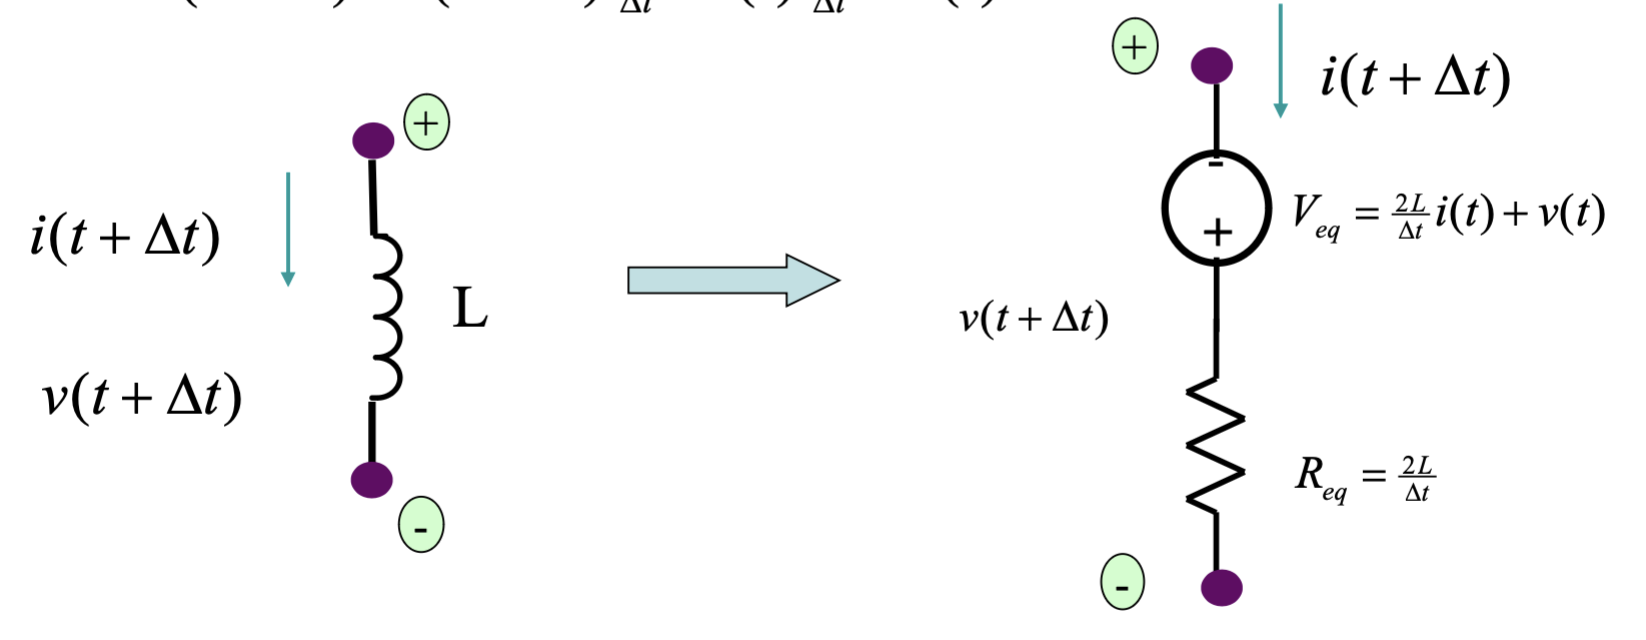 i(t + Δt)
v(t + Δt)
+
L
-
+
i(t + Δt)
-
+
V_eq = 2L/Δt i(t) + v(t)
v(t + Δt)
R_eq = 2L/Δt
-